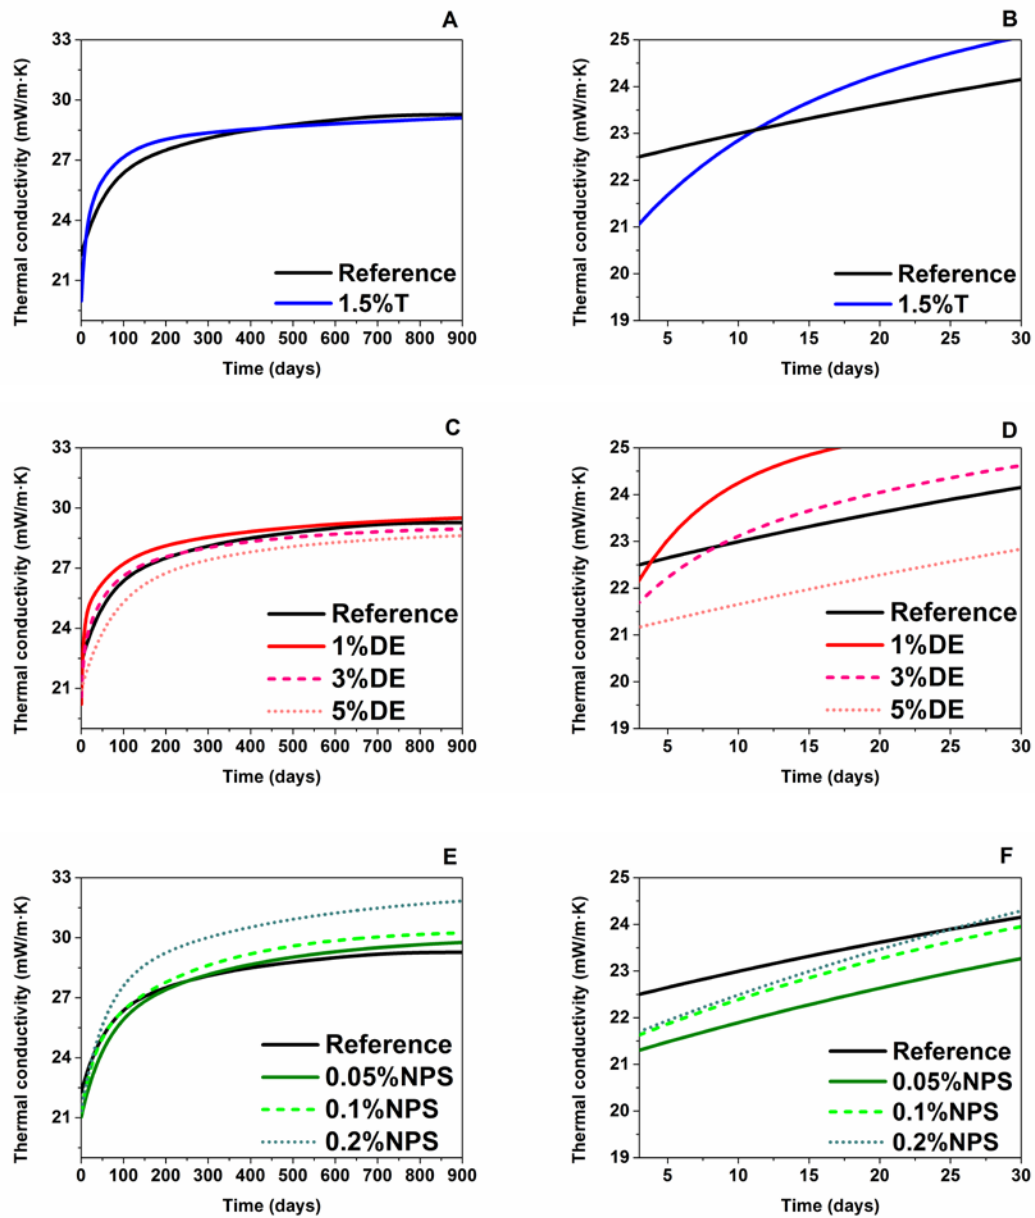 A
Thermal conductivity (mW/m·K)
33
30
27
24
21
Reference
1.5%T
0 100 200 300 400 500 600 700 800 900
Time (days)
B
Thermal conductivity (mW/m·K)
25
24
23
22
21
20
19
Reference
1.5%T
5 10 15 20 25 30
Time (days)
C
Thermal conductivity (mW/m·K)
33
30
27
24
21
Reference
1%DE
3%DE
5%DE
0 100 200 300 400 500 600 700 800 900
Time (days)
D
Thermal conductivity (mW/m·K)
25
24
23
22
21
20
19
Reference
1%DE
3%DE
5%DE
5 10 15 20 25 30
Time (days)
E
Thermal conductivity (mW/m·K)
33
30
27
24
21
Reference
0.05%NPS
0.1%NPS
0.2%NPS
0 100 200 300 400 500 600 700 800 900
Time (days)
F
Thermal conductivity (mW/m·K)
25
24
23
22
21
20
19
Reference
0.05%NPS
0.1%NPS
0.2%NPS
5 10 15 20 25 30
Time (days)